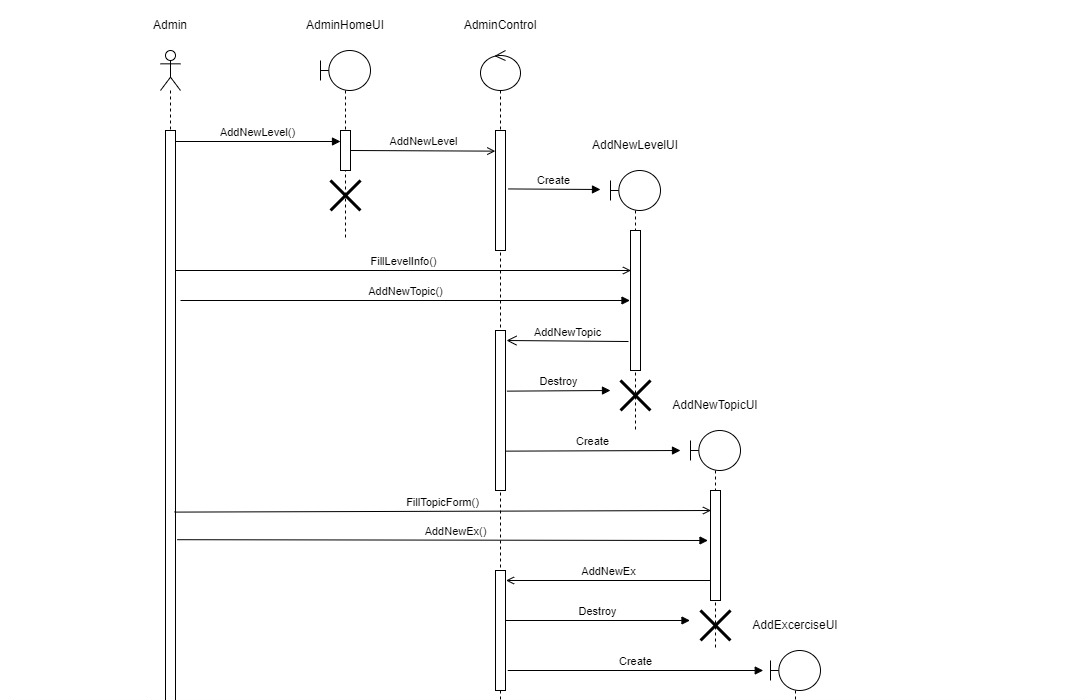 Admin
AdminHomeUI
AdminControl
AddNewLevel()
AddNewLevel
AddNewLevelUI
Create
FillLevelInfo()
AddNewTopic()
AddNewTopic
Destroy
AddNewTopicUI
Create
FillTopicForm()
AddNewEx()
AddNewEx
Destroy
AddExcerciseUI
Create